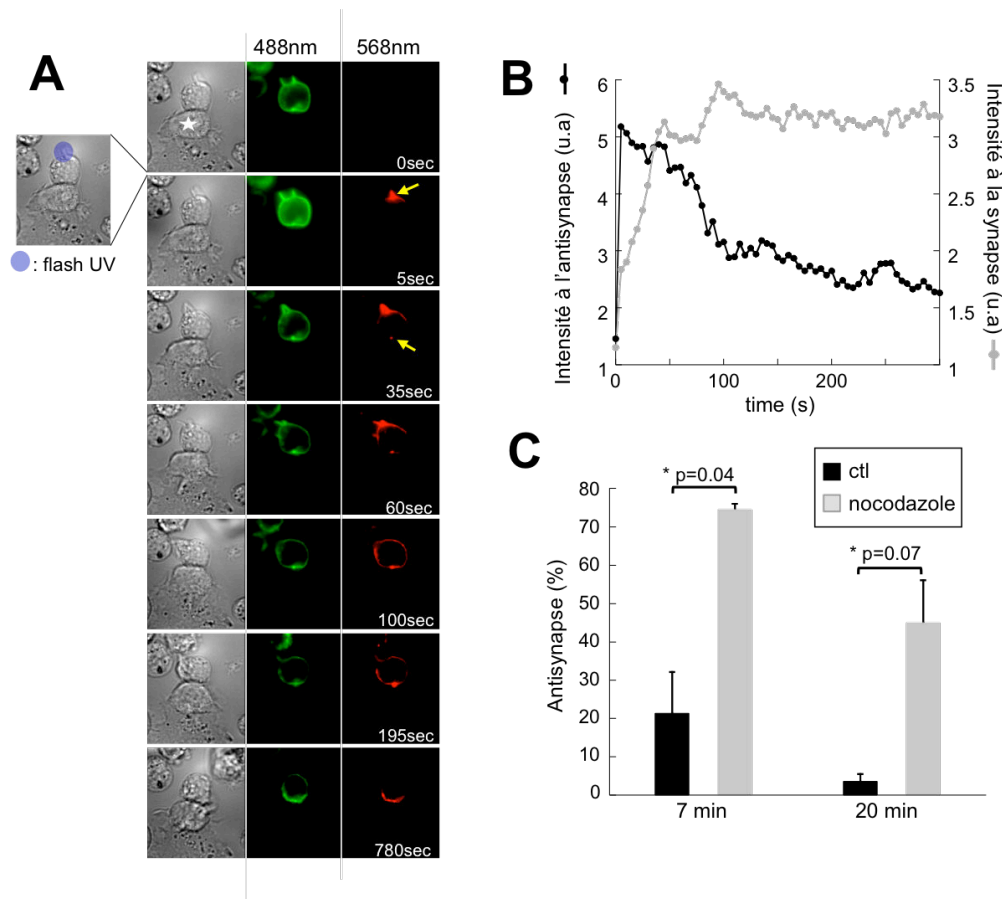 A
488nm 568nm
0sec
: flash UV
5sec
35sec
60sec
100sec
195sec
780sec
B
Intensité à l'antisynapse (u.a)
6
5
4
3
2
1
3.5
3
2.5
2
1.5
1
Intensité à la synapse (u.a)
0 100 200
time (s)
C
ctl
nocodazole
* p=0.04
* p=0.07
Antisynapse (%)
80
70
60
50
40
30
20
10
0
7 min 20 min